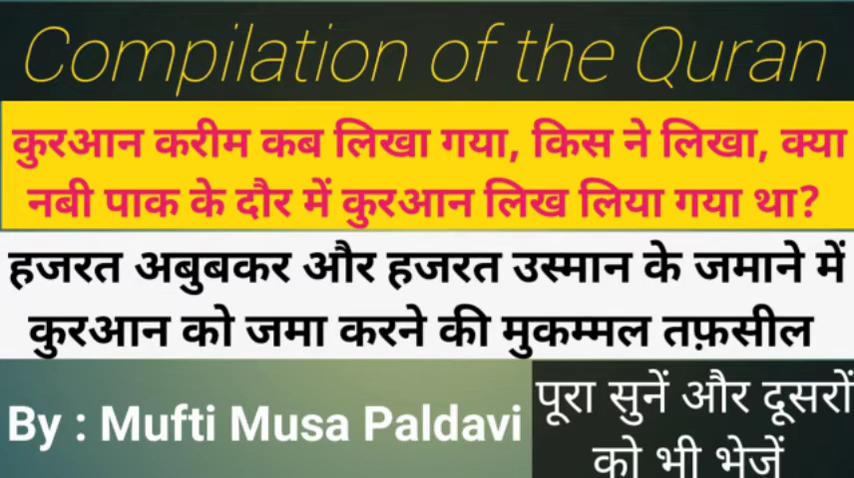 Compilation of the Quran
कुरआन करीम कब लिखा गया, किस ने लिखा, क्या
नबी पाक के दौर में कुरआन लिख लिया गया था?
हजरत अबुबकर और हजरत उस्मान के जमाने में
कुरआन को जमा करने की मुकम्मल तफ़सील
By : Mufti Musa Paldavi
पूरा सुनें और दूसरों
को भी भेजें